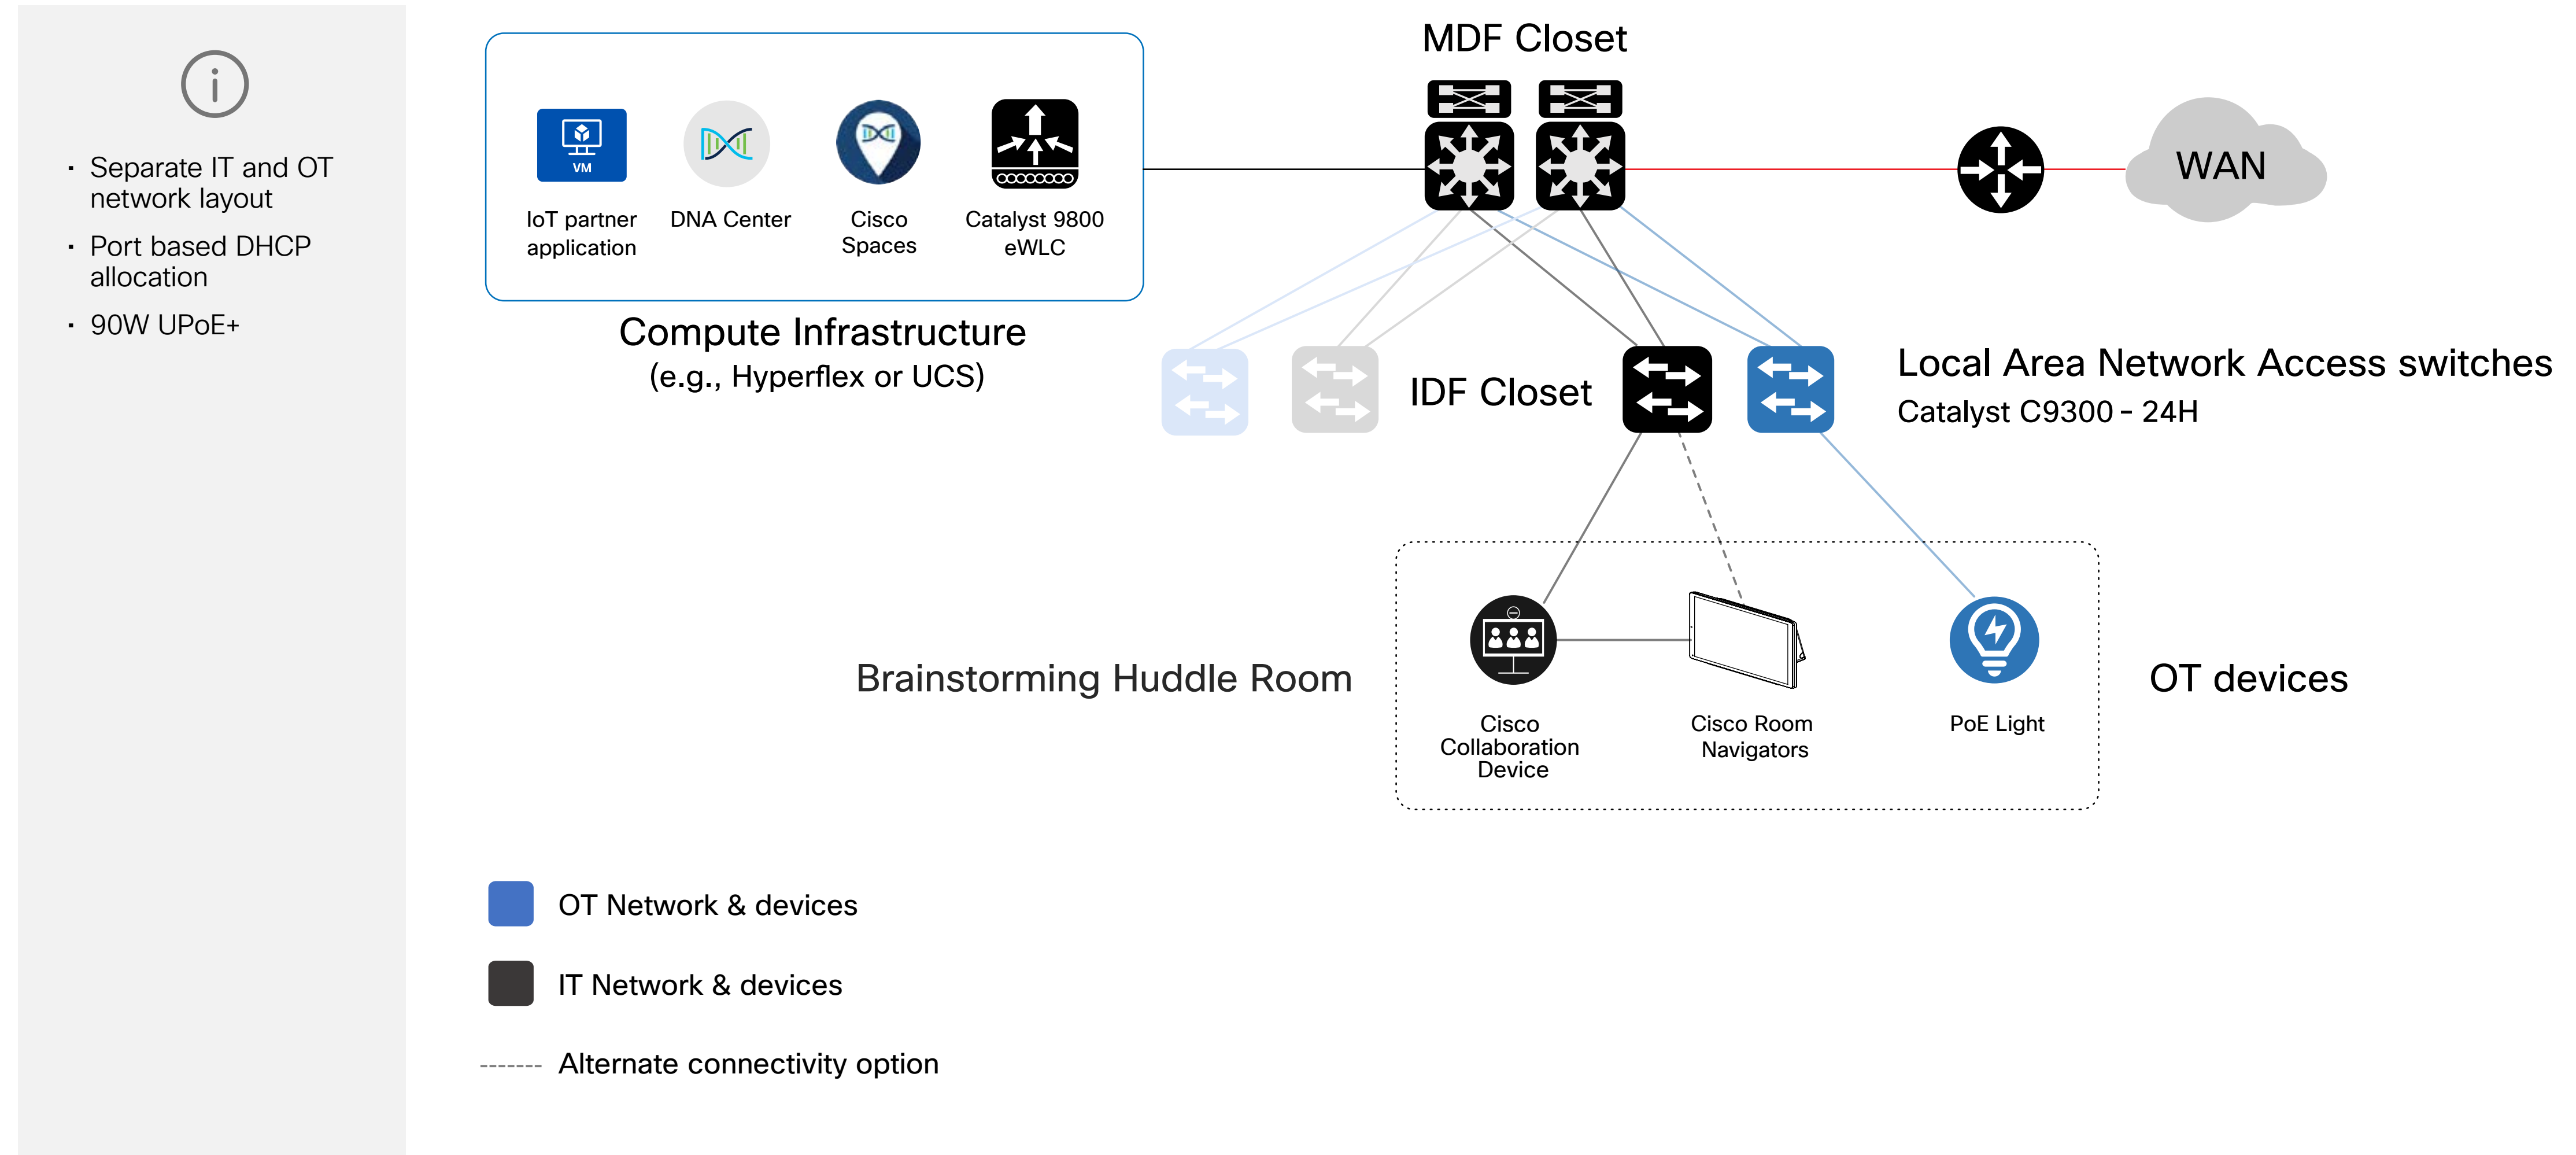 · Separate IT and OT
network layout
· Port based DHCP
allocation
· 90W UPoE+
VM
IoT partner
application
DNA Center
Cisco
Spaces
Catalyst 9800
eWLC
Compute Infrastructure
(e.g., Hyperflex or UCS)
MDF Closet
WAN
IDF Closet
Local Area Network Access switches
Catalyst C9300 - 24H
Brainstorming Huddle Room
Cisco
Collaboration
Device
Cisco Room
Navigators
PoE Light
OT devices
OT Network & devices
IT Network & devices
Alternate connectivity option